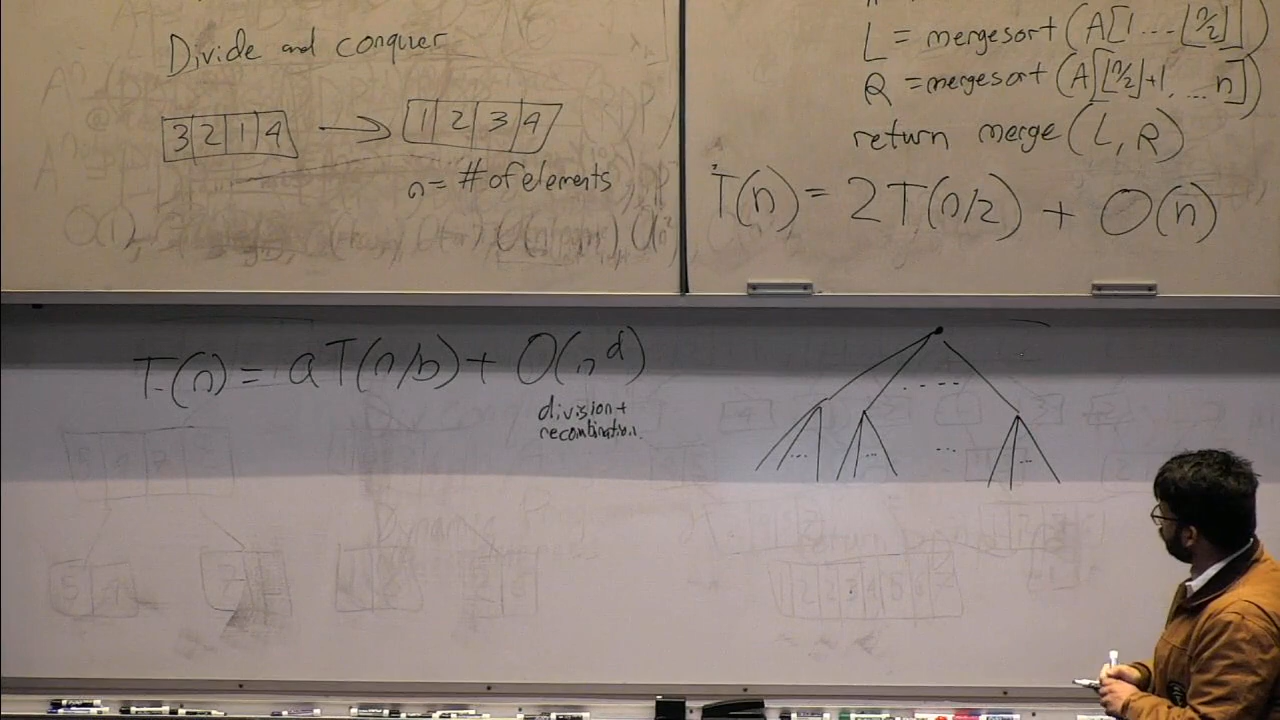 Divide and conquer
3 2 1 4 → 1 2 3 4
n = # of elements
L = mergesort (A[1 ... ⌊n/2⌋])
R = mergesort (A[⌊n/2⌋+1, ... n])
return merge (L, R)
T(n) = 2T(n/2) + O(n)
T(n) = aT(n/b) + O(n^d)
division +
recombination
....
...
...
...
...